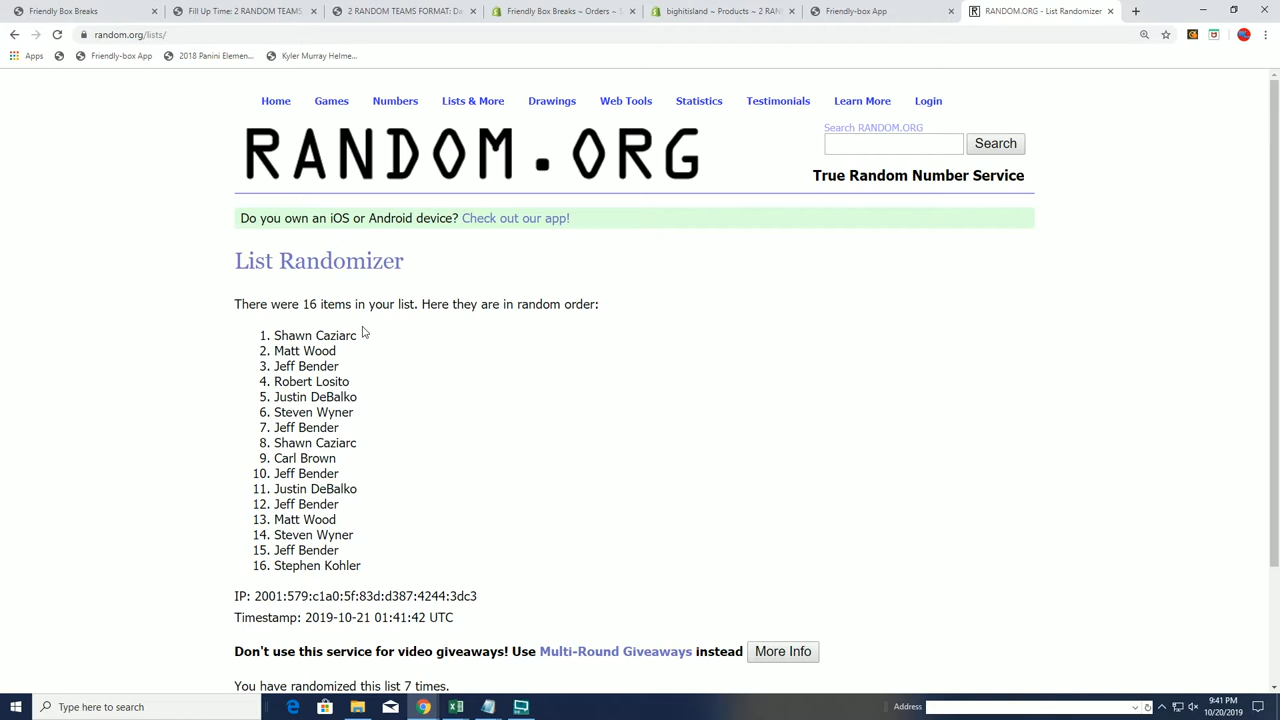 Friendly Box Breaks
Fill Up Time: 2 RANDOM TEAMS
2 RANDOM TEAMS FORMAT: Da
Friendly Box Breaks ~ Orders ~ S
bightisland ~ Products ~ 2 RAN
Friendly-box App
RANDOM.ORG - List Randomizer
random.org/lists/
Apps
Friendly-box App
2018 Panini Elemen...
Kyler Murray Helme...
Home
Games
Numbers
Lists & More
Drawings
Web Tools
Statistics
Testimonials
Learn More
Login
RANDOM.ORG
Search RANDOM.ORG
Search
True Random Number Service
Do you own an iOS or Android device? Check out our app!
List Randomizer
There were 16 items in your list. Here they are in random order:
1. Shawn Caziarc
2. Matt Wood
3. Jeff Bender
4. Robert Losito
5. Justin DeBalko
6. Steven Wyner
7. Jeff Bender
8. Shawn Caziarc
9. Carl Brown
10. Jeff Bender
11. Justin DeBalko
12. Jeff Bender
13. Matt Wood
14. Steven Wyner
15. Jeff Bender
16. Stephen Kohler
IP: 2001:579:c1a0:5f:83d:d387:4244:3dc3
Timestamp: 2019-10-21 01:41:42 UTC
Don't use this service for video giveaways! Use Multi-Round Giveaways instead
More Info
You have randomized this list 7 times.
Type here to search
Address
9:41 PM
10/20/2019